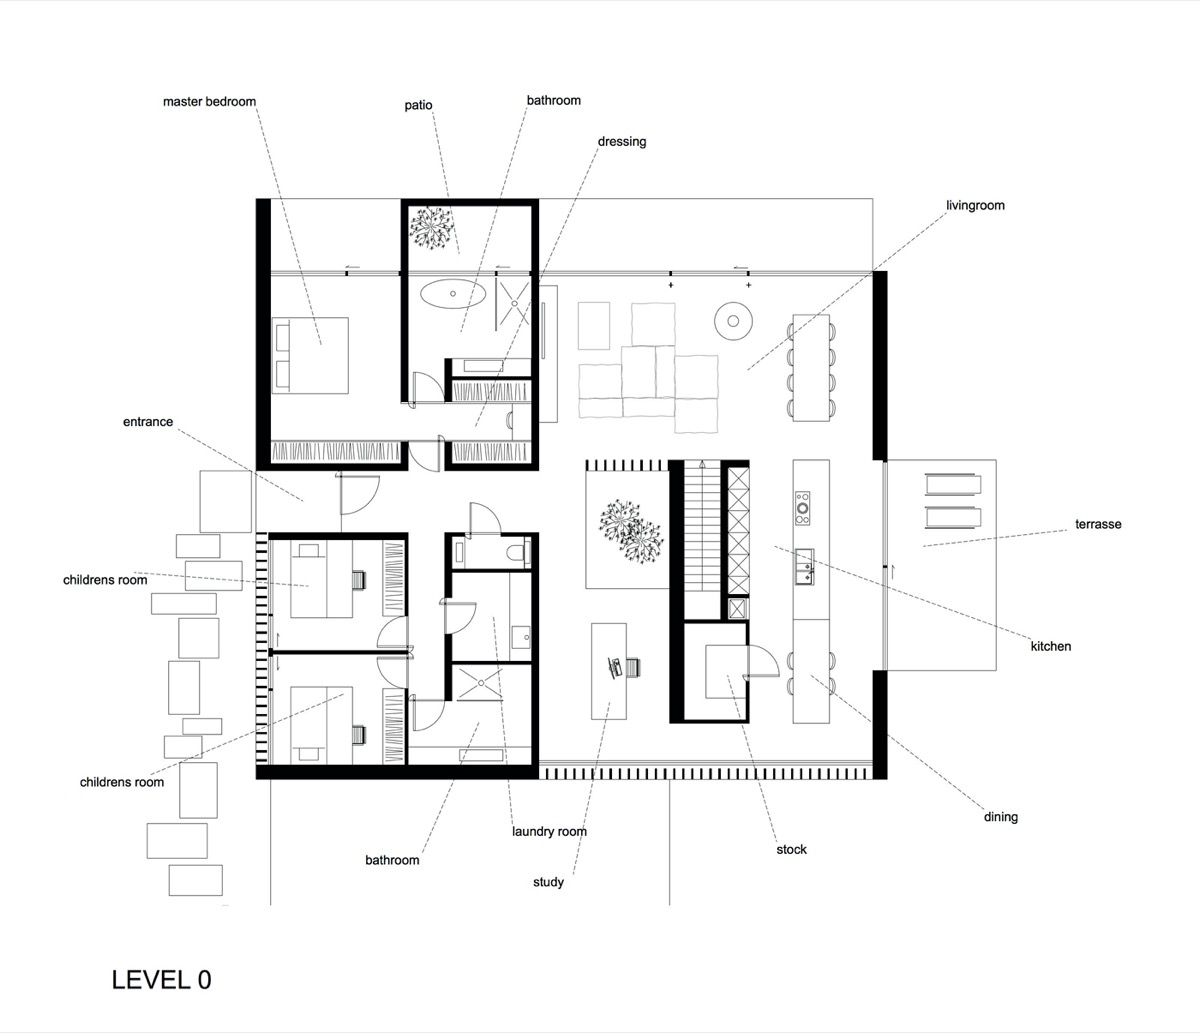 master bedroom
patio
bathroom
dressing
livingroom
entrance
terrasse
childrens room
kitchen
childrens room
dining
laundry room
stock
bathroom
study
LEVEL 0